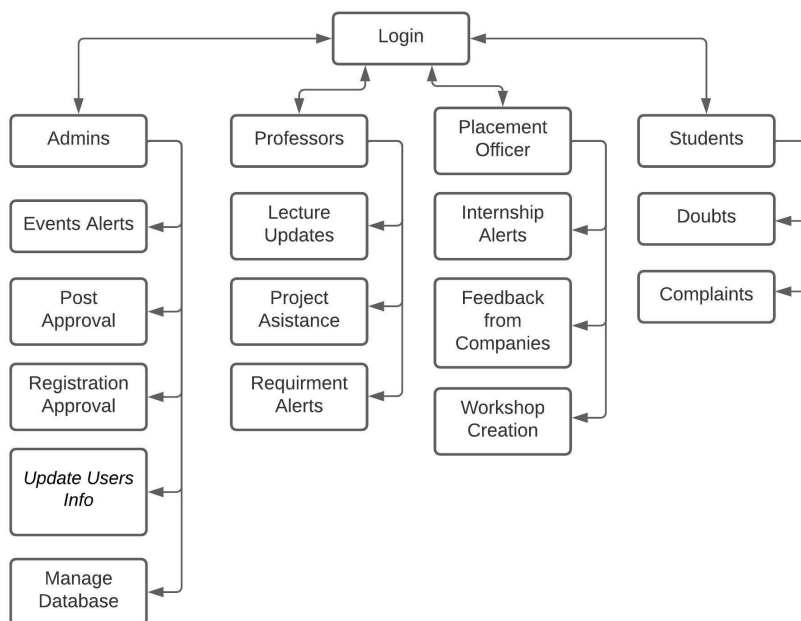 Login
Admins
Events Alerts
Post
Approval
Registration
Approval
Update Users
Info
Manage
Database
Professors
Lecture
Updates
Project
Asistance
Requirment
Alerts
Placement
Officer
Internship
Alerts
Feedback
from
Companies
Workshop
Creation
Students
Doubts
Complaints